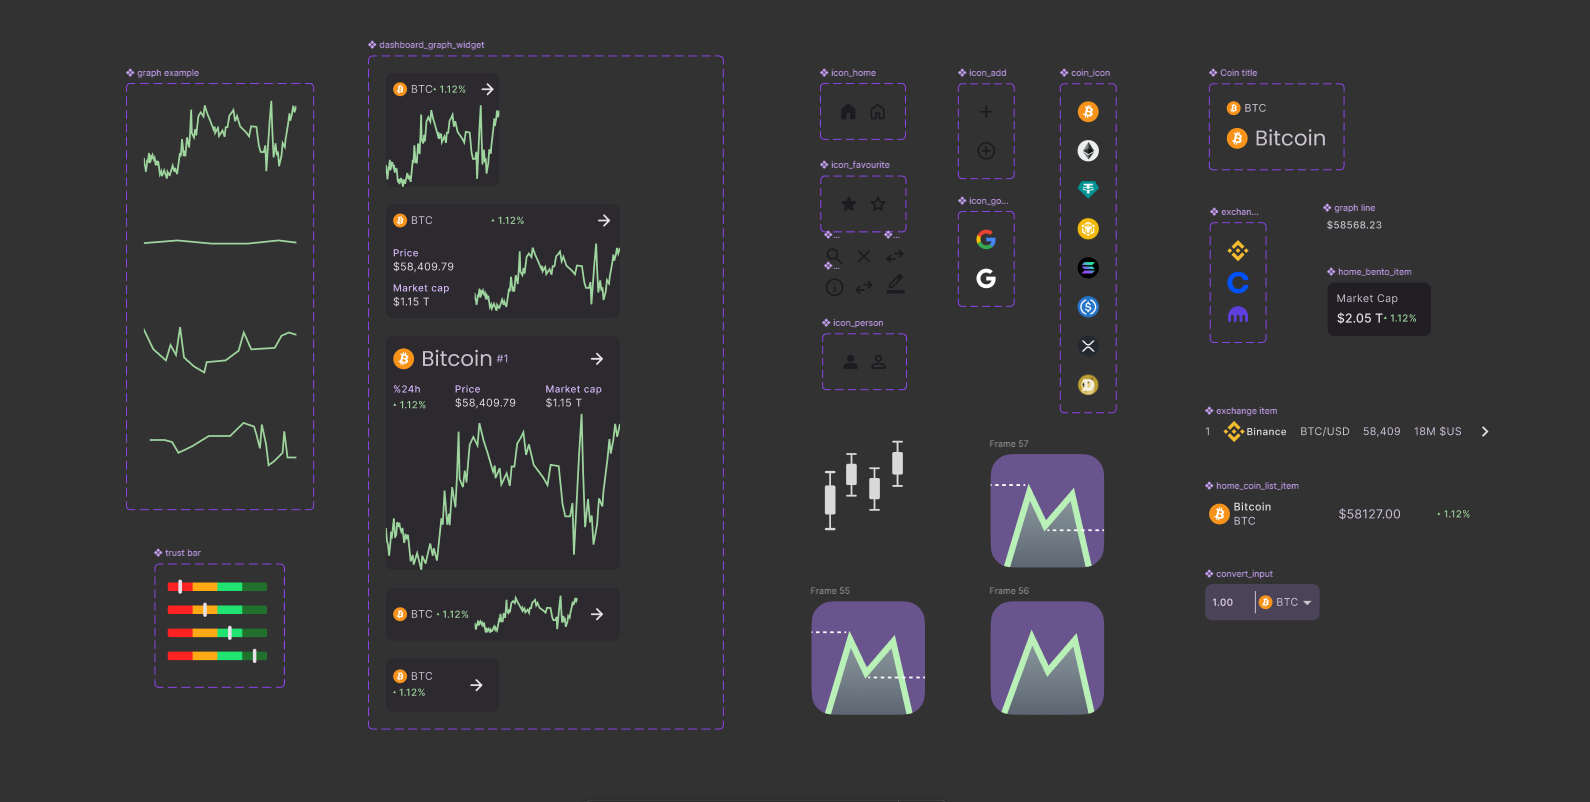 graph example
dashboard_graph_widget
BTC • 1.12%
BTC • 1.12%
Price
$58,409.79
Market cap
$1.15 T
Bitcoin #1
%24h Price Market cap
• 1.12% $58,409.79 $1.15 T
BTC • 1.12%
BTC
• 1.12%
trust bar
icon_home
icon_favourite
...
...
...
icon_person
icon_add
icon_go...
coin_icon
Frame 57
Frame 55
Frame 56
Coin title
BTC
Bitcoin
exchan...
graph line
$58568.23
home_bento_item
Market Cap
$2.05 T • 1.12%
exchange item
1 Binance BTC/USD 58,409 18M $US
home_coin_list_item
Bitcoin
BTC
$58127.00 • 1.12%
convert_input
1.00 BTC